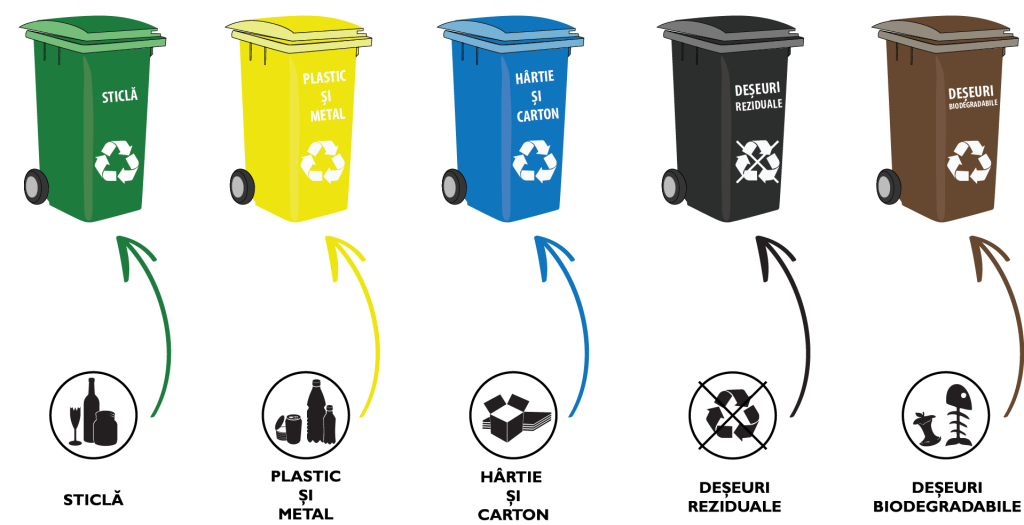 STICLĂ
PLASTIC
ȘI
METAL
HÂRTIE
ȘI
CARTON
DEȘEURI
REZIDUALE
DEȘEURI
BIODEGRADABILE
STICLĂ
PLASTIC
ȘI
METAL
HÂRTIE
ȘI
CARTON
DEȘEURI
REZIDUALE
DEȘEURI
BIODEGRADABILE